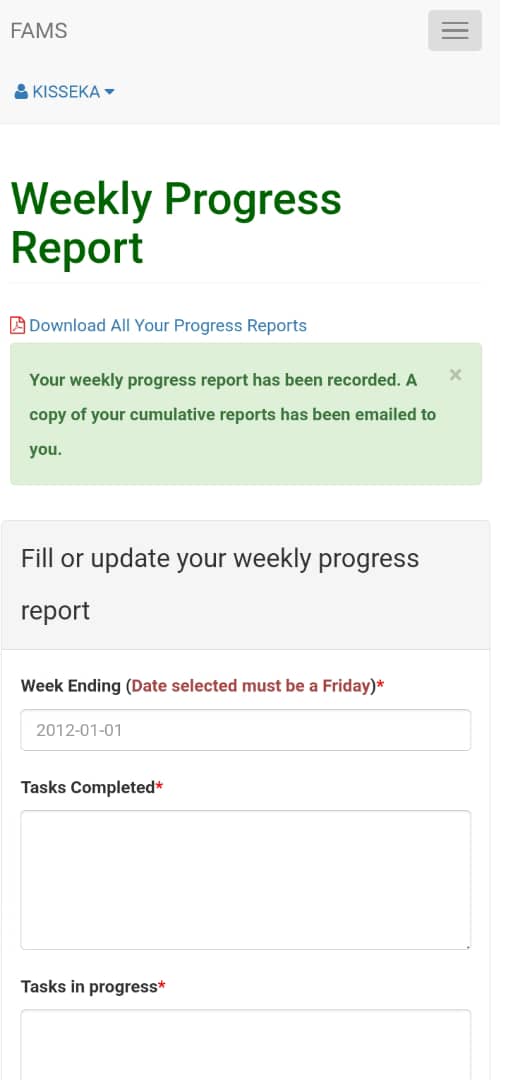 FAMS
KISSEKA
Weekly Progress
Report
Download All Your Progress Reports
Your weekly progress report has been recorded. A
copy of your cumulative reports has been emailed to
you.
×
Fill or update your weekly progress
report
Week Ending (Date selected must be a Friday)*
2012-01-01
Tasks Completed*
Tasks in progress*